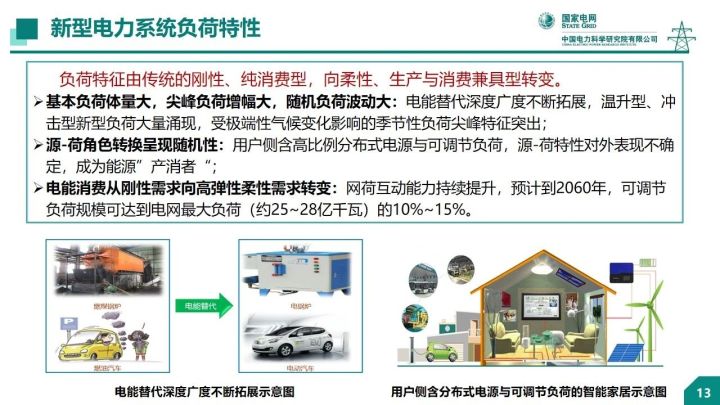 新型电力系统负荷特性
国家电网
STATE GRID
中国电力科学研究院有限公司
CHINA ELECTRIC POWER RESEARCH INSTITUTE
负荷特征由传统的刚性、纯消费型，向柔性、生产与消费兼具型转变。
➤基本负荷体量大，尖峰负荷增幅大，随机负荷波动大：电能替代深度广度不断拓展，温升型、冲
击型新型负荷大量涌现，受极端性气候变化影响的季节性负荷尖峰特征突出；
➤源-荷角色转换呈现随机性：用户侧含高比例分布式电源与可调节负荷，源-荷特性对外表现不确
定，成为能源”产消者“；
➤电能消费从刚性需求向高弹性柔性需求转变：网荷互动能力持续提升，预计到2060年，可调节
负荷规模可达到电网最大负荷（约25~28亿千瓦）的10%~15%。
燃煤锅炉
电能替代
电锅炉
P
燃油汽车
电动汽车
电能替代深度广度不断拓展示意图
用户侧含分布式电源与可调节负荷的智能家居示意图
13